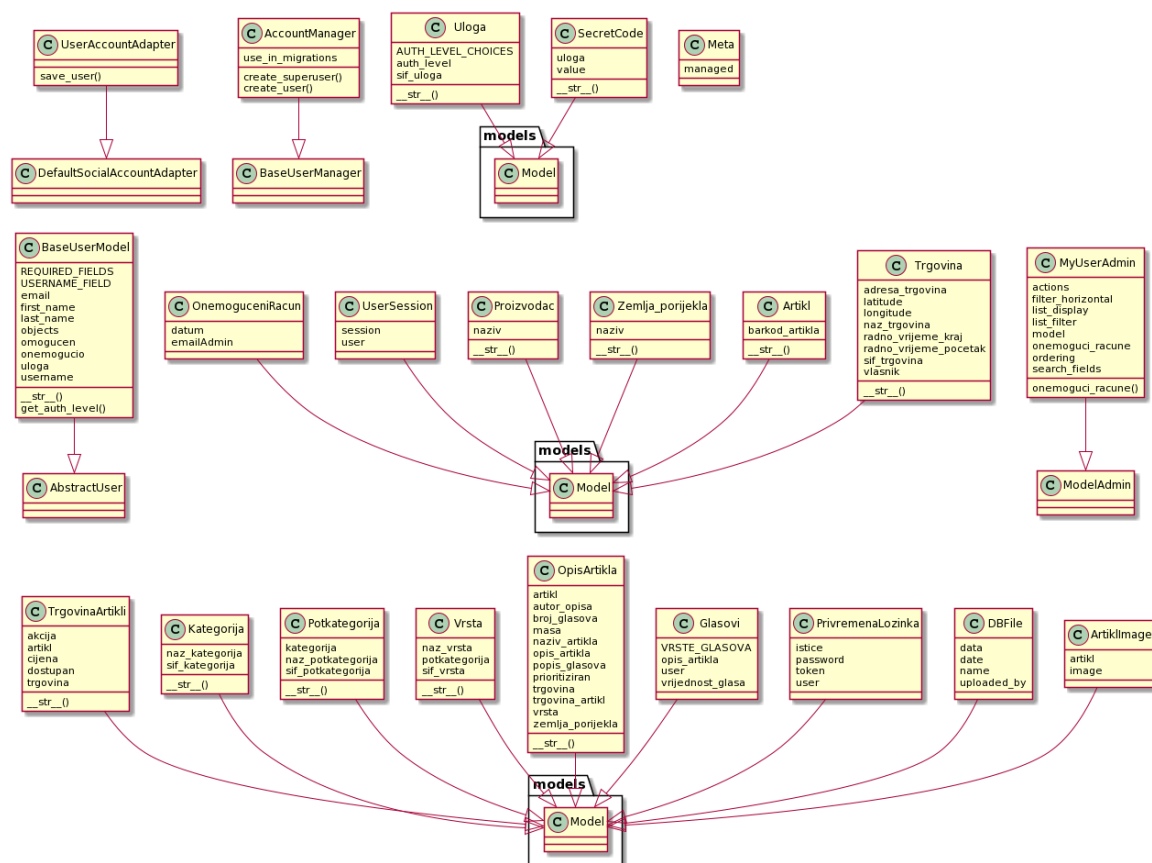 C UserAccountAdapter
save_user()
C DefaultSocialAccountAdapter
C AccountManager
use_in_migrations
create_superuser()
create_user()
C BaseUserManager
C Uloga
AUTH_LEVEL_CHOICES
auth_level
sif_uloga
__str__()
C SecretCode
uloga
value
__str__()
models
C Model
C Meta
managed
C BaseUserModel
REQUIRED_FIELDS
USERNAME_FIELD
email
first_name
last_name
objects
omogucen
onemogucio
uloga
username
__str__()
get_auth_level()
C AbstractUser
C OnemoguceniRacun
datum
emailAdmin
C UserSession
session
user
C Proizvodac
naziv
__str__()
C Zemlja_porijekla
naziv
__str__()
C Artikl
barkod_artikla
__str__()
C Trgovina
adresa_trgovina
latitude
longitude
naz_trgovina
radno_vrijeme_kraj
radno_vrijeme_pocetak
sif_trgovina
vlasnik
__str__()
models
C Model
C MyUserAdmin
actions
filter_horizontal
list_display
list_filter
model
onemoguci_racune
ordering
search_fields
onemoguci_racune()
C ModelAdmin
C TrgovinaArtikli
akcija
artikl
cijena
dostupan
trgovina
__str__()
C Kategorija
naz_kategorija
sif_kategorija
__str__()
C Potkategorija
kategorija
naz_potkategorija
sif_potkategorija
__str__()
C Vrsta
naz_vrsta
potkategorija
sif_vrsta
__str__()
C OpisArtikla
artikl
autor_opisa
broj_glasova
masa
naziv_artikla
opis_artikla
popis_glasova
prioritiziran
trgovina
trgovina_artikl
vrsta
zemlja_porijekla
__str__()
C Glasovi
VRSTE_GLASOVA
opis_artikla
user
vrijednost_glasa
C PrivremenaLozinka
istice
password
token
user
C DBFile
data
date
name
uploaded_by
C ArtiklImage
artikl
image
models
C Model